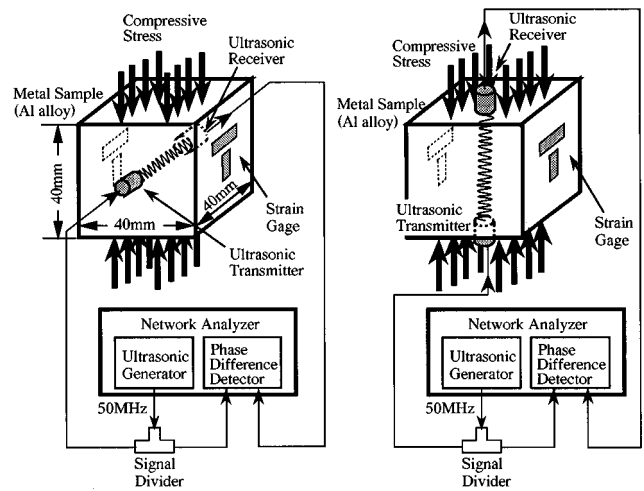 Compressive
Stress
Ultrasonic
Receiver
Metal Sample
(Al alloy)
40mm
40mm
40mm
Strain
Gage
Ultrasonic
Transmitter
Network Analyzer
Ultrasonic
Generator
Phase
Difference
Detector
50MHz
Signal
Divider
Ultrasonic
Receiver
Compressive
Stress
Metal Sample
(Al alloy)
Ultrasonic
Transmitter
Strain
Gage
Network Analyzer
Ultrasonic
Generator
Phase
Difference
Detector
50MHz
Signal
Divider